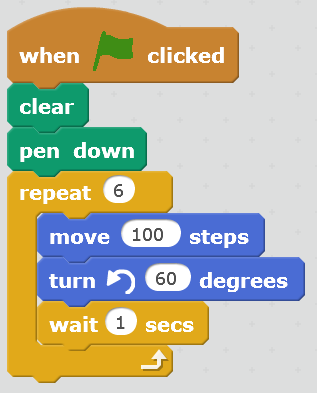 when clicked
clear
pen down
repeat 6
move 100 steps
turn 60 degrees
wait 1 secs